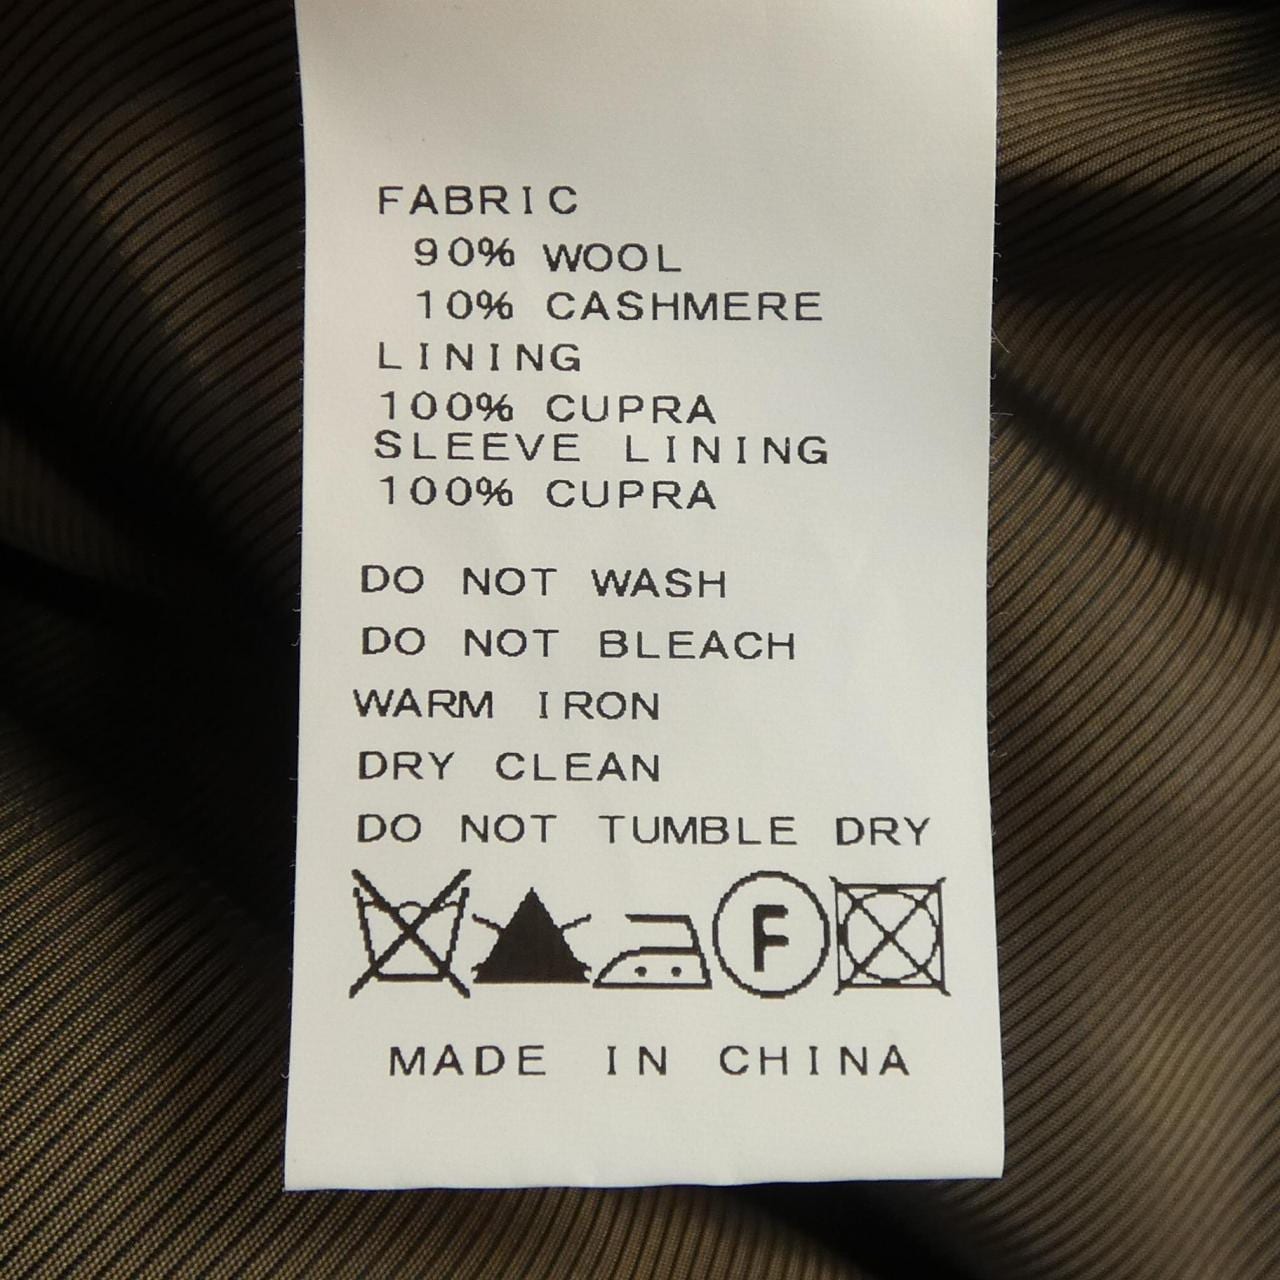 FABRIC
90% WOOL
10% CASHMERE
LINING
100% CUPRA
SLEEVE LINING
100% CUPRA
DO NOT WASH
DO NOT BLEACH
WARM IRON
DRY CLEAN
DO NOT TUMBLE DRY
F
MADE IN CHINA